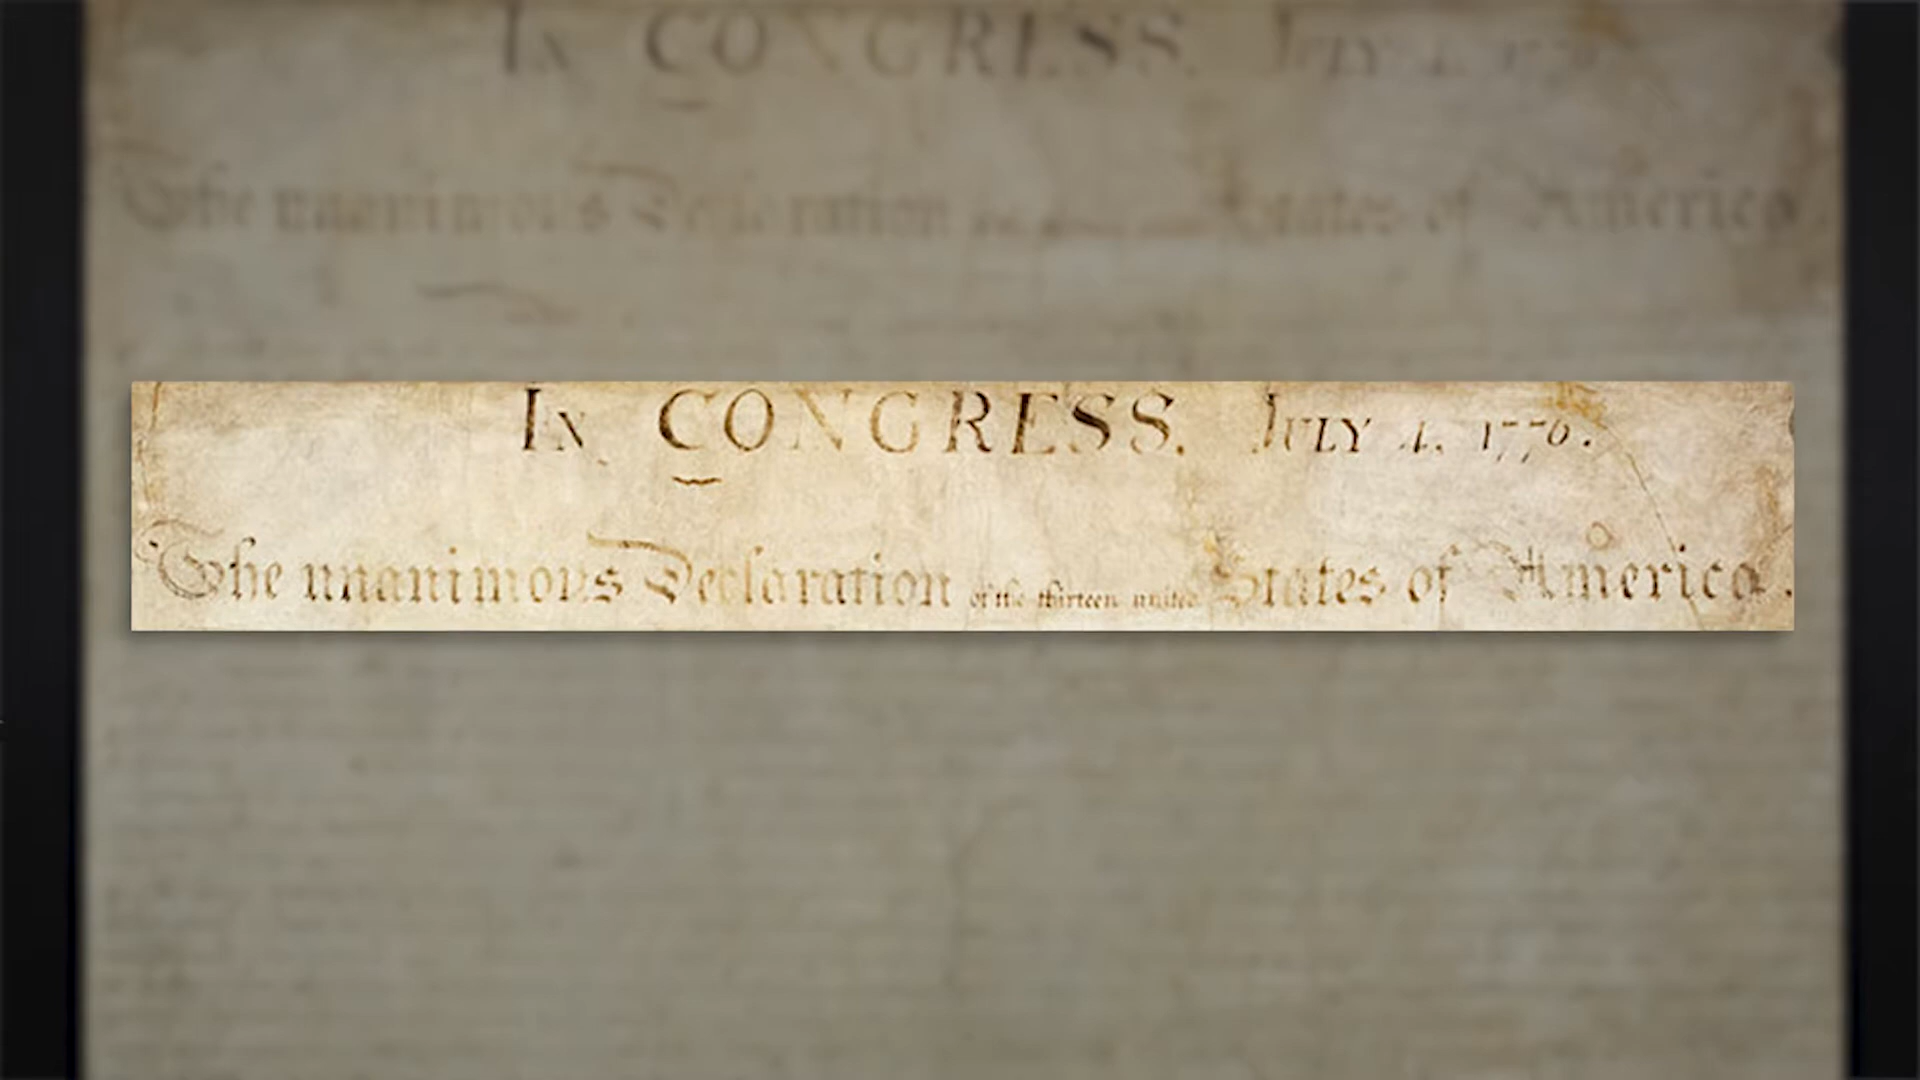 In CONGRESS. July 4, 1776.
The unanimous Declaration of the thirteen united States of America.